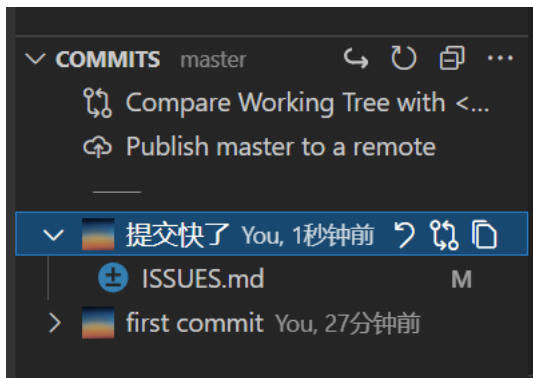 COMMITS master
Compare Working Tree with <...
Publish master to a remote
提交快了 You, 1秒钟前
ISSUES.md M
first commit You, 27分钟前